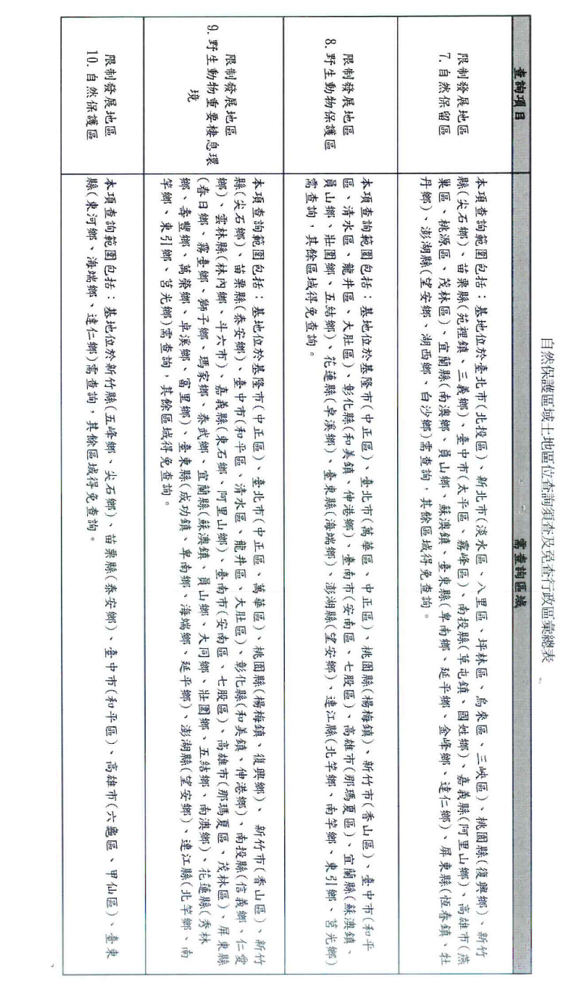 自然保護區域土地區位查詢須查及免查行政區彙總表
查詢項目
需查詢區域
限制發展地區
7. 自然保留區
本項查詢範圍包括：基地位於臺北市(北投區)、新北市(淡水區、八里區、坪林區、烏來區、三峽區)、桃園縣(復興鄉)、新竹
縣(尖石鄉)、苗栗縣(苑裡鎮、三義鄉)、臺中市(太平區、霧峰區)、南投縣(草屯鎮、國姓鄉)、嘉義縣(阿里山鄉)、高雄市(燕
巢區、桃源區、茂林區)、宜蘭縣(南澳鄉、員山鄉、蘇澳鎮、臺東縣(卑南鄉、延平鄉、金峰鄉、達仁鄉)、屏東縣(恆春鎮、牡
丹鄉)、澎湖縣(望安鄉、湖西鄉、白沙鄉)需查詢，其餘區域得免查詢。
限制發展地區
8. 野生動物保護區
本項查詢範圍包括：基地位於基隆市(中正區)、臺北市(萬華區、中正區)、桃園縣(楊梅鎮)、新竹市(香山區)、臺中市(和平
區、清水區、龍井區、大肚區)、彰化縣(和美鎮、伸港鄉)、臺南市(安南區、七股區)、高雄市(那瑪夏區)、宜蘭縣(蘇澳鎮、
員山鄉、壯圍鄉、五結鄉)、花蓮縣(卓溪鄉)、臺東縣(海端鄉)、澎湖縣(望安鄉)、連江縣(北竿鄉、南竿鄉、東引鄉、莒光鄉)
需查詢，其餘區域得免查詢。
限制發展地區
9. 野生動物重要棲息環
境
本項查詢範圍包括：基地位於基隆市(中正區)、臺北市(中正區、萬華區)、桃園縣(楊梅鎮、復興鄉)、 新竹市(香山區)、新竹
縣(尖石鄉)、苗栗縣(泰安鄉)、臺中市(和平區、清水區、龍井區、大肚區)、彰化縣(和美鎮、伸港鄉)、南投縣(信義鄉、仁愛
鄉)、雲林縣(林內鄉、斗六市)、嘉義縣(東石鄉、阿里山鄉)、臺南市(安南區、七股區)、高雄市(那瑪夏區、茂林區)、屏東縣
(春日鄉、霧臺鄉、獅子鄉、瑪家鄉、泰武鄉、宜蘭縣(蘇澳鎮、員山鄉、大同鄉、壯圍鄉、五結鄉、南澳鄉)、花蓮縣(秀林
鄉、壽豐鄉、萬榮鄉、卓溪鄉、富里鄉)、臺東縣(成功鎮、卑南鄉、海端鄉、延平鄉)、澎湖縣(望安鄉)、連江縣(北竿鄉、南
竿鄉、東引鄉、莒光鄉)需查詢，其餘區域得免查詢。
限制發展地區
10. 自然保護區
本項查詢範圍包括：基地位於新竹縣(五峰鄉、尖石鄉)、苗栗縣(泰安鄉)、臺中市(和平區)、高雄市(六龜區、甲仙區)、臺東
縣(東河鄉、海端鄉、達仁鄉)需查詢，其餘區域得免查詢。